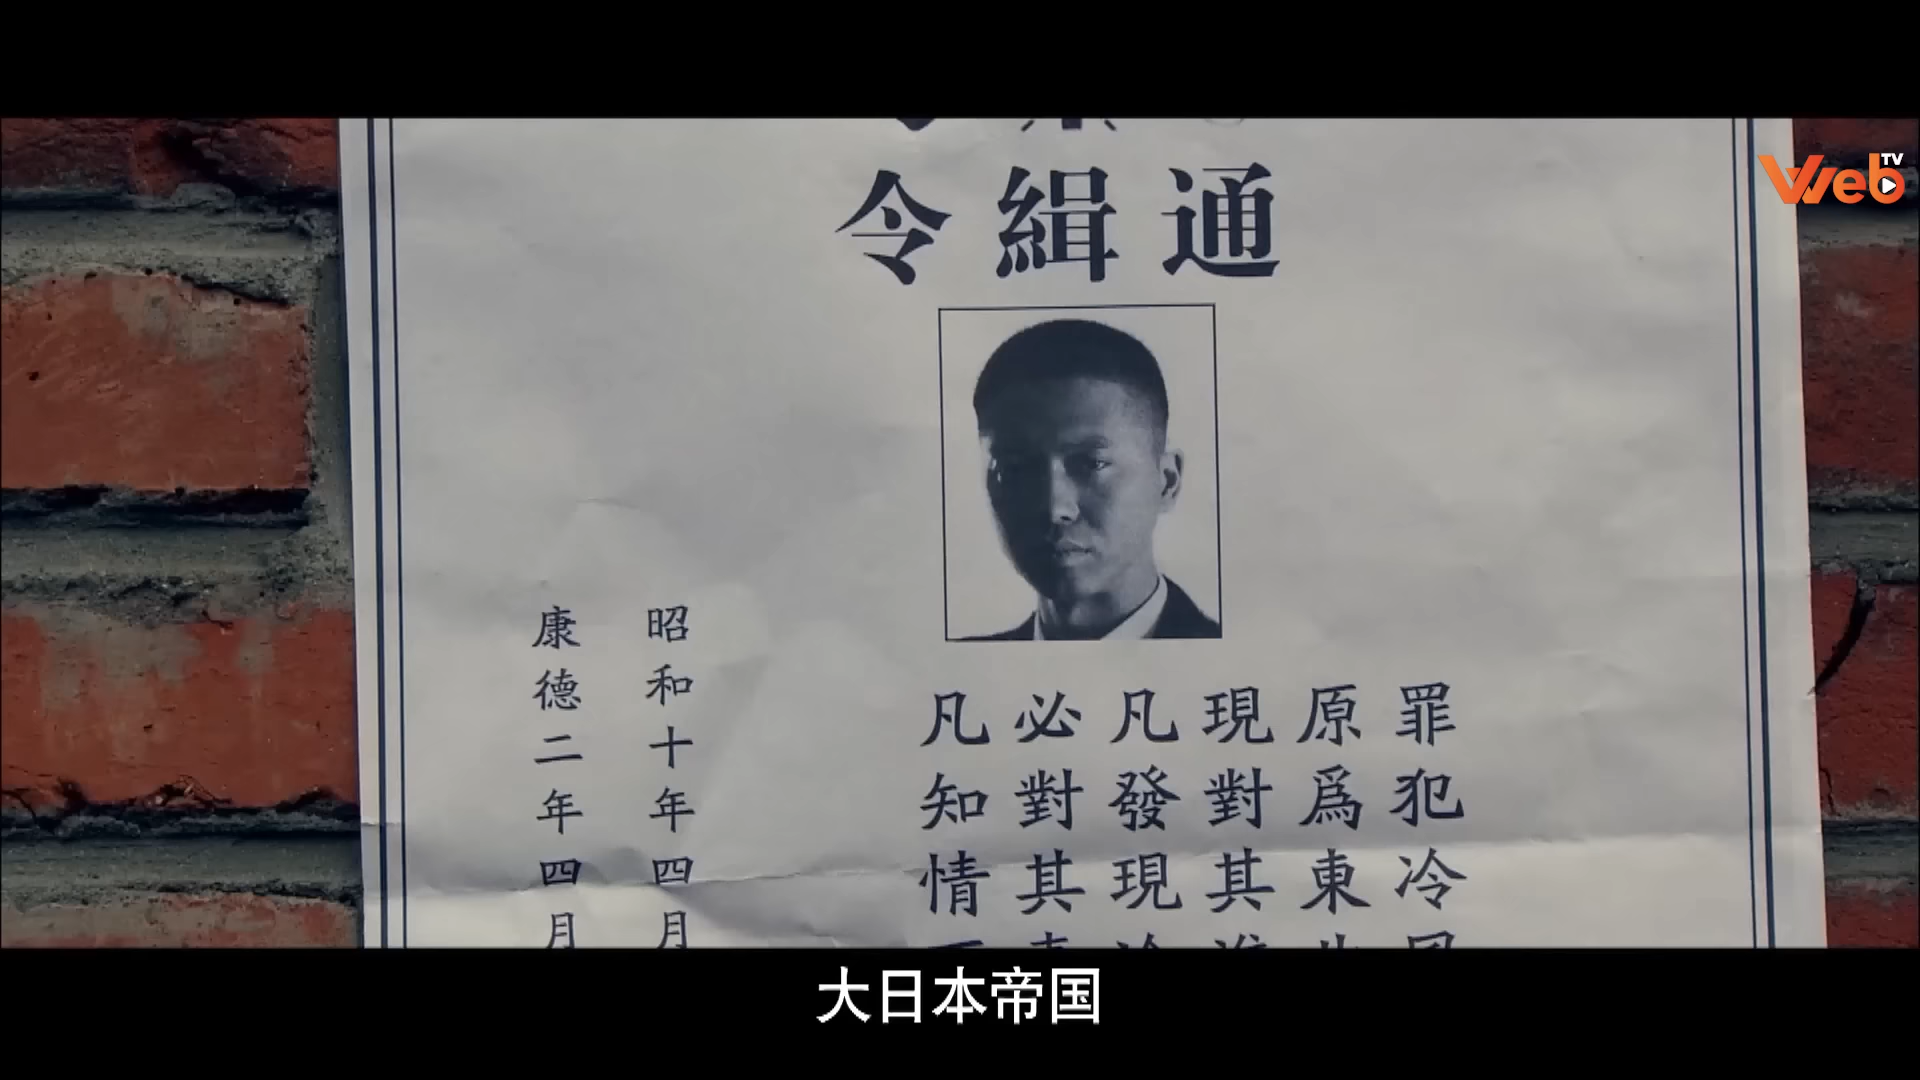 Web TV
通緝令
罪犯冷
原爲東
現對其
凡發現
必對其
凡知情
昭和十年四月
康德二年四月
大日本帝国